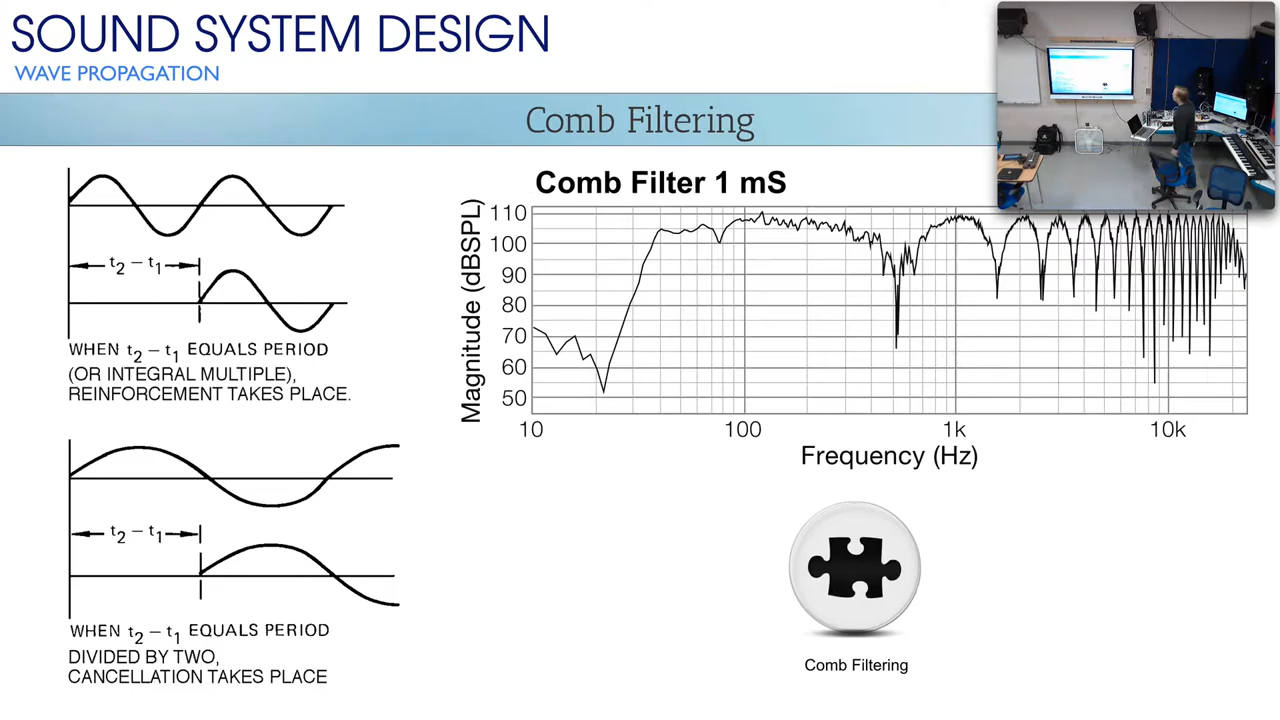 SOUND SYSTEM DESIGN
WAVE PROPAGATION
Comb Filtering
t2 – t1
WHEN t2 – t1 EQUALS PERIOD
(OR INTEGRAL MULTIPLE),
REINFORCEMENT TAKES PLACE.
t2 – t1
WHEN t2 – t1 EQUALS PERIOD
DIVIDED BY TWO,
CANCELLATION TAKES PLACE
Comb Filter 1 mS
Magnitude (dBSPL)
110
100
90
80
70
60
50
10 100 1k 10k
Frequency (Hz)
Comb Filtering